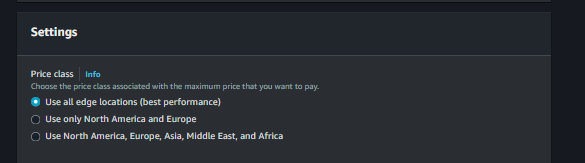 Settings
Price class Info
Choose the price class associated with the maximum price that you want to pay.
Use all edge locations (best performance)
Use only North America and Europe
Use North America, Europe, Asia, Middle East, and Africa